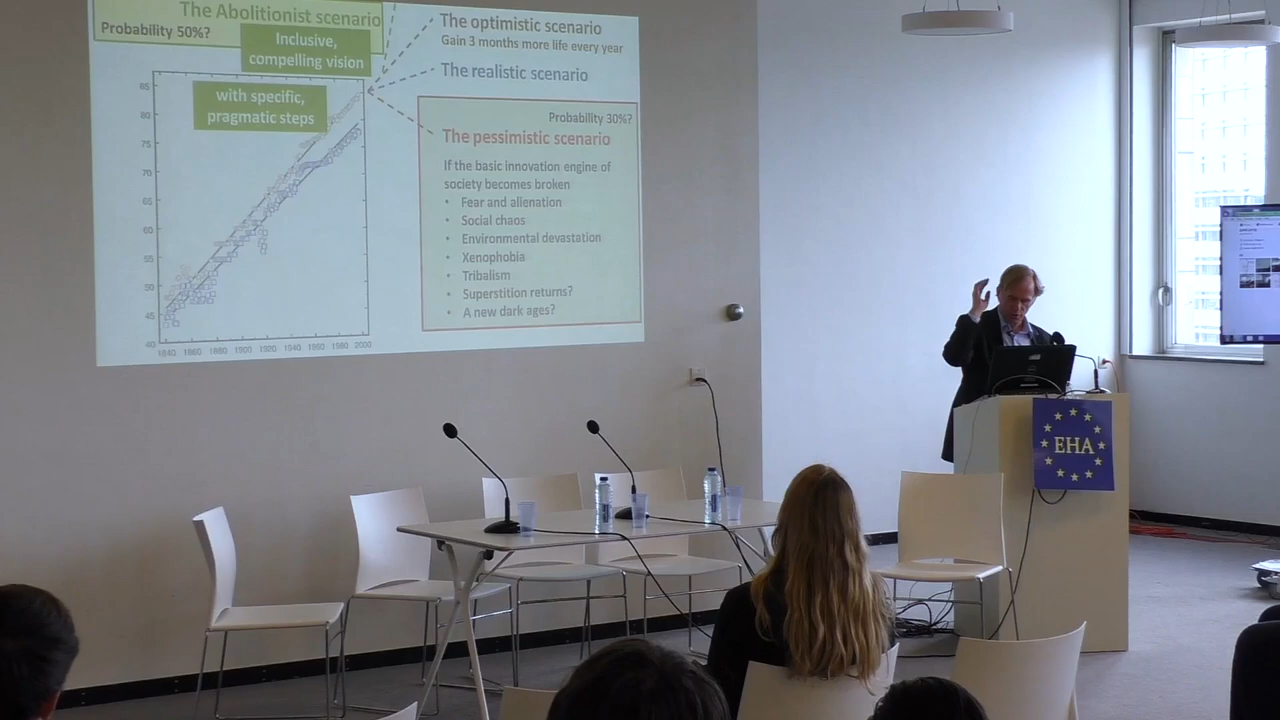 The Abolitionist scenario
Probability 50%?
Inclusive,
compelling vision
with specific,
pragmatic steps
85
80
75
70
65
60
55
50
45
40
1840 1860 1880 1900 1920 1940 1960 1980 2000
The optimistic scenario
Gain 3 months more life every year
The realistic scenario
Probability 30%?
The pessimistic scenario
If the basic innovation engine of
society becomes broken
• Fear and alienation
• Social chaos
• Environmental devastation
• Xenophobia
• Tribalism
• Superstition returns?
• A new dark ages?
EHA